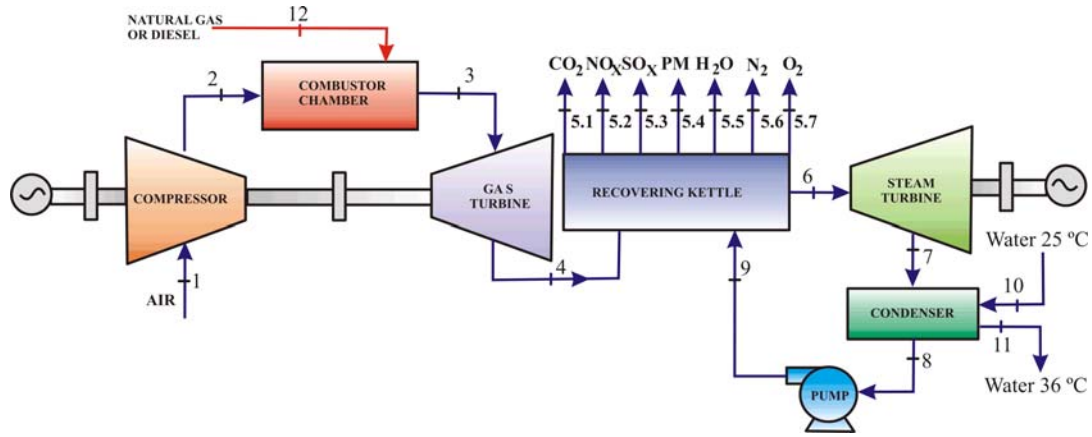 NATURAL GAS
OR DIESEL
12
2
COMBUSTOR
CHAMBER
3
CO₂ NOX SOX PM H₂O N₂ O₂
5.1 5.2 5.3 5.4 5.5 5.6 5.7
COMPRESSOR
GA S
TURBINE
RECOVERING KETTLE
6
STEAM
TURBINE
1
AIR
4
9
7
Water 25 ºC
10
CONDENSER
11
8
Water 36 ºC
PUMP